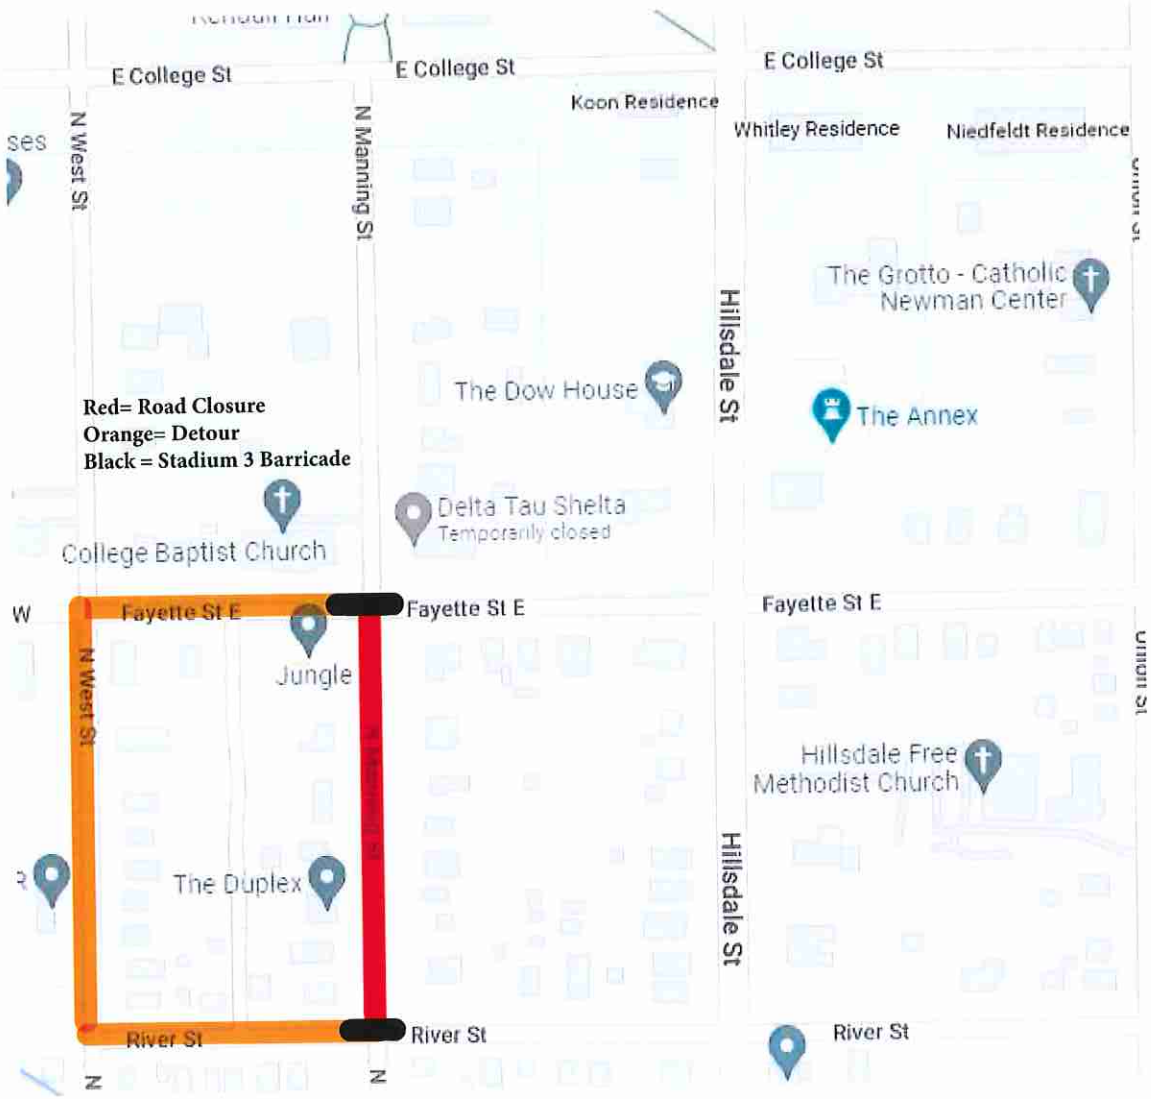 E College St
E College St
E College St
Koon Residence
Whitley Residence
Niedfeldt Residence
ses
N West St
N Manning St
The Grotto - Catholic
Newman Center
Hillsdale St
The Dow House
The Annex
Red= Road Closure
Orange= Detour
Black = Stadium 3 Barricade
Delta Tau Shelta
Temporarily closed
College Baptist Church
W
Fayette St E
Fayette St E
Fayette St E
Jungle
N West St
N Manning St
Hillsdale Free
Methodist Church
R
The Duplex
Hillsdale St
River St
River St
River St
N
N